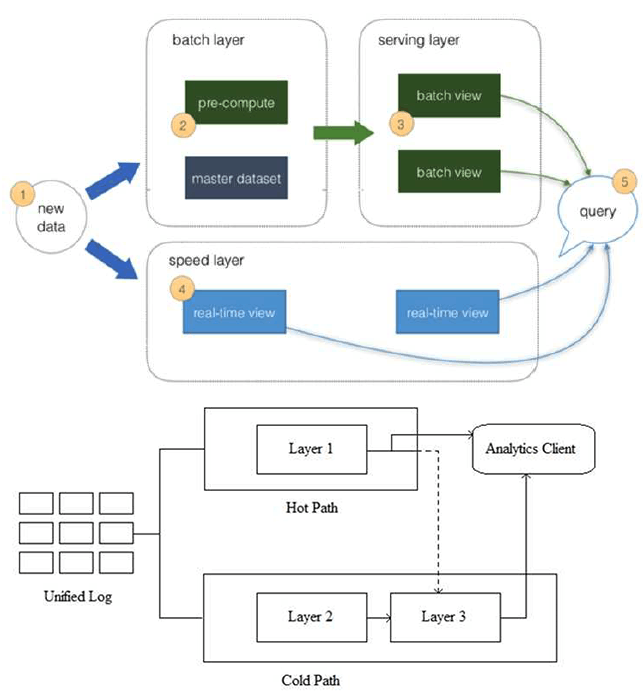 batch layer
serving layer
pre-compute
batch view
2
3
master dataset
batch view
1
new
data
5
query
speed layer
4
real-time view
real-time view
Layer 1
Analytics Client
Hot Path
Unified Log
Layer 2
Layer 3
Cold Path